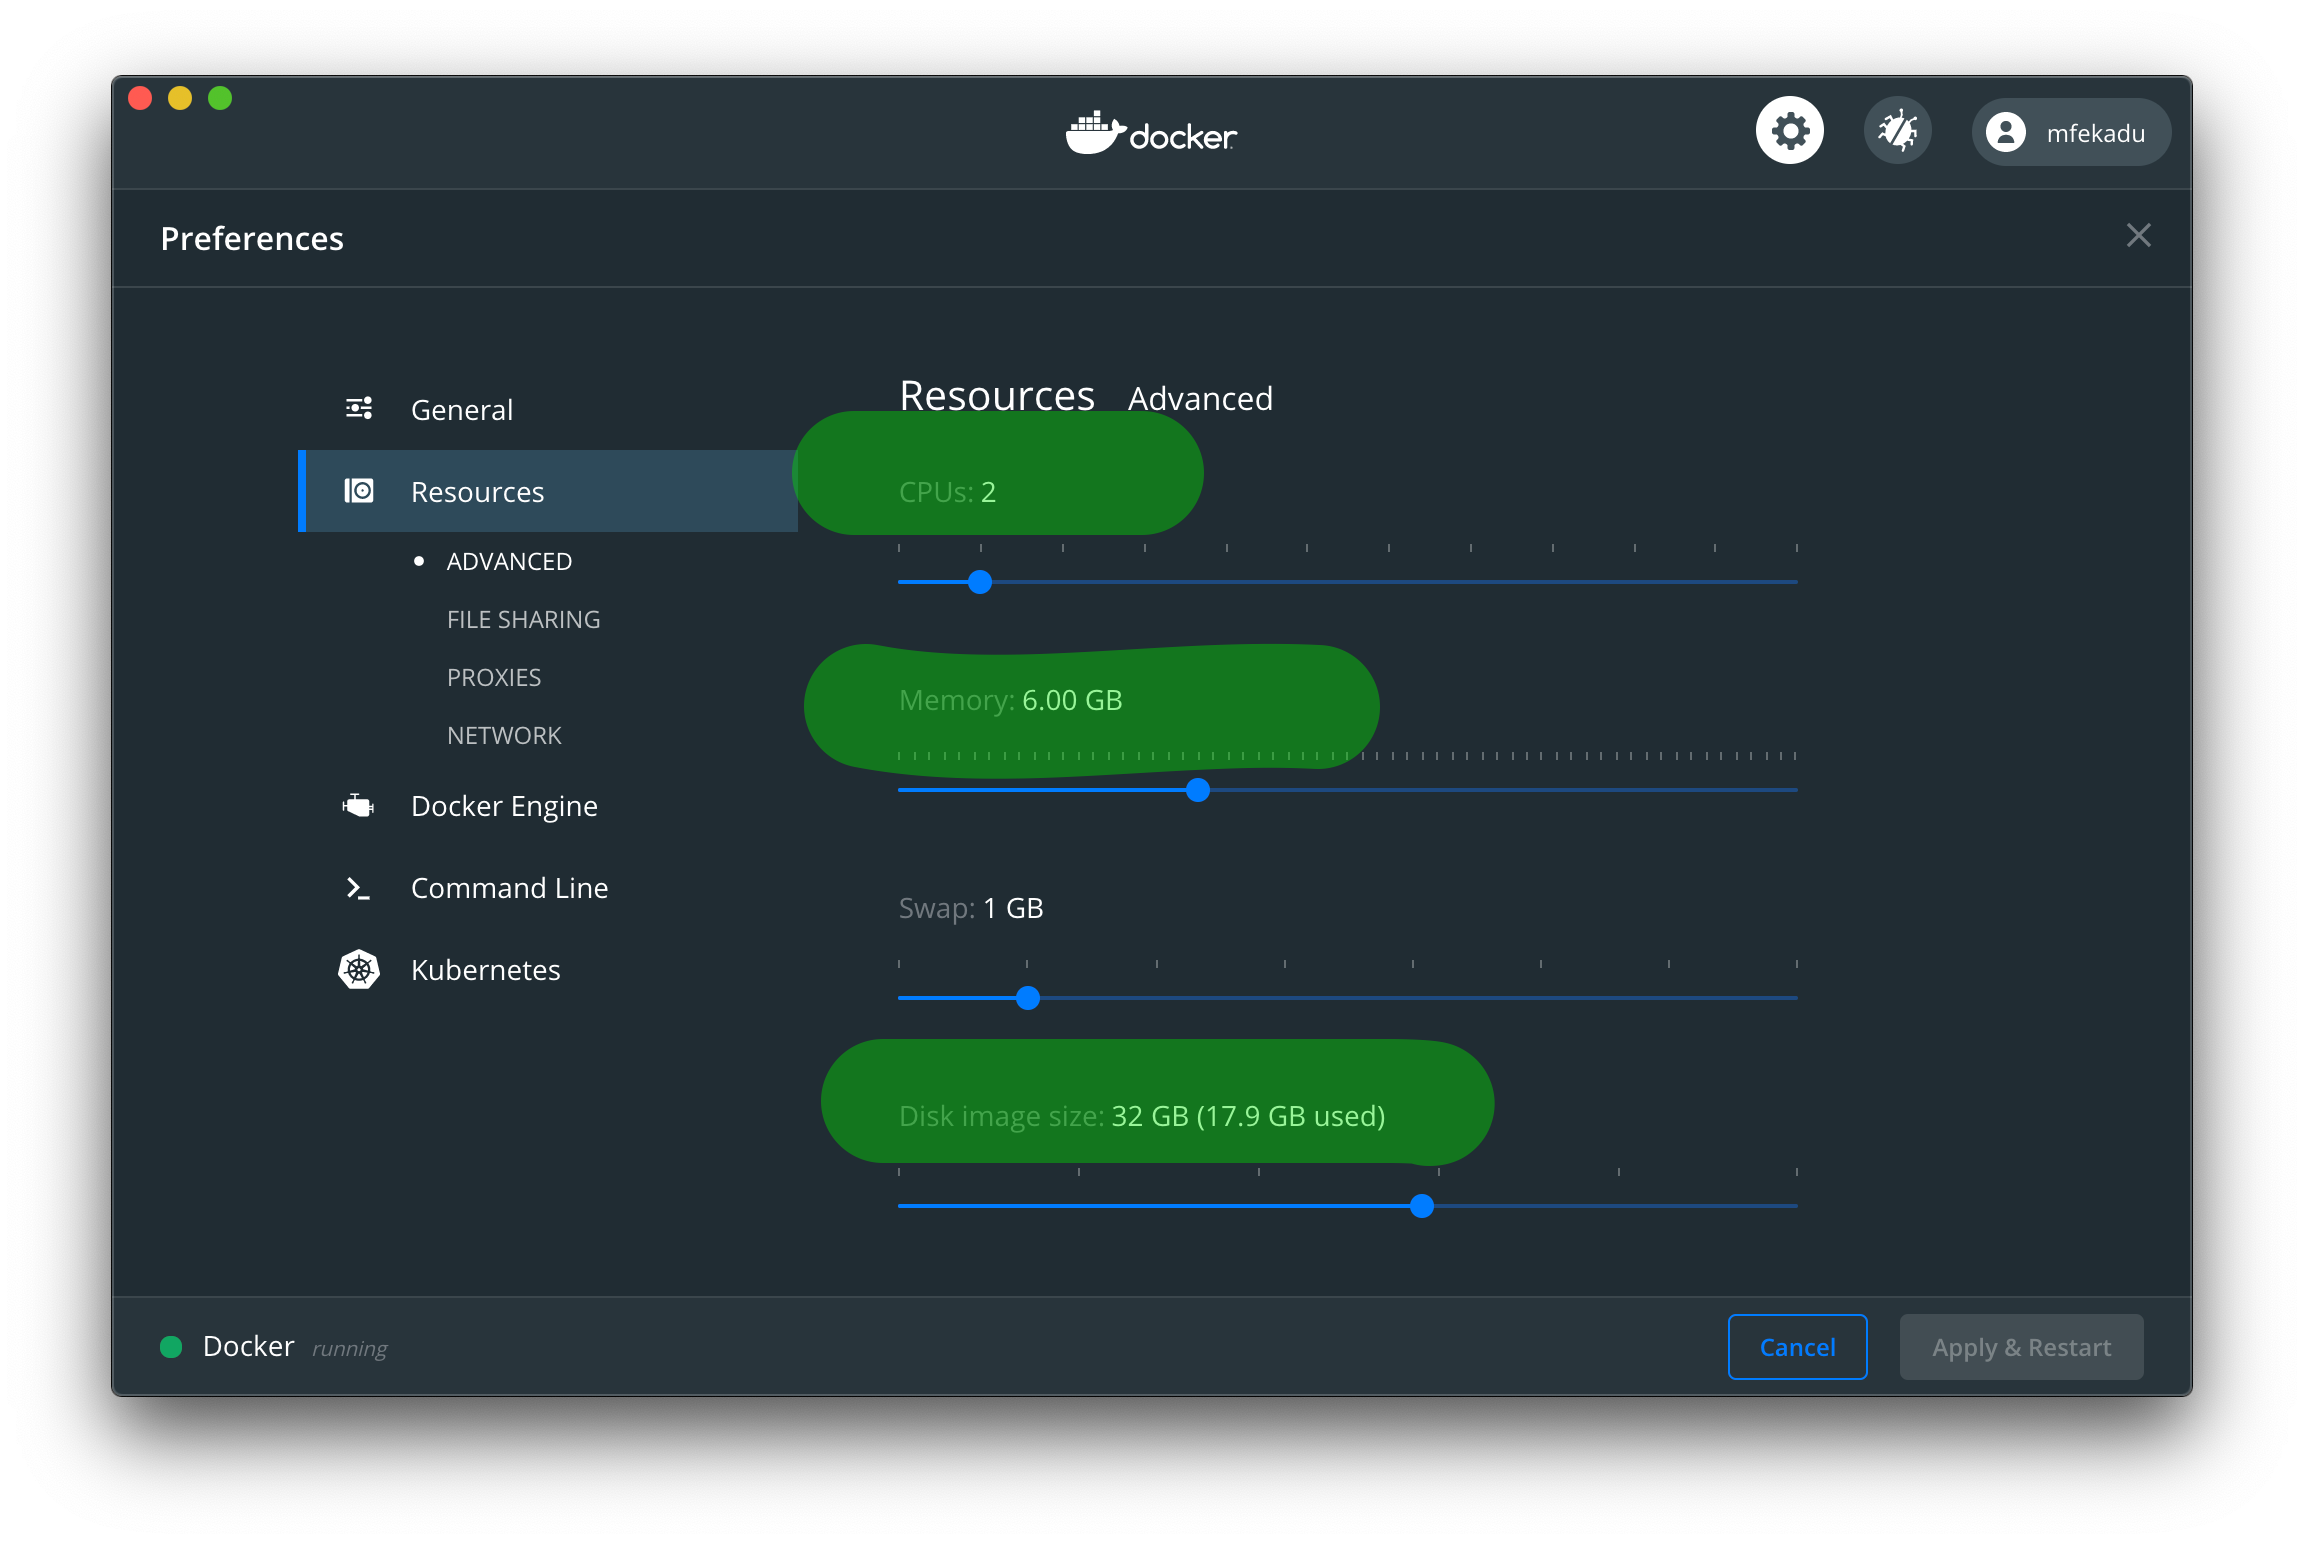 docker
mfekadu
Preferences
General
Resources
ADVANCED
FILE SHARING
PROXIES
NETWORK
Docker Engine
Command Line
Kubernetes
Resources Advanced
CPUs: 2
Memory: 6.00 GB
Swap: 1 GB
Disk image size: 32 GB (17.9 GB used)
Docker running
Cancel
Apply & Restart